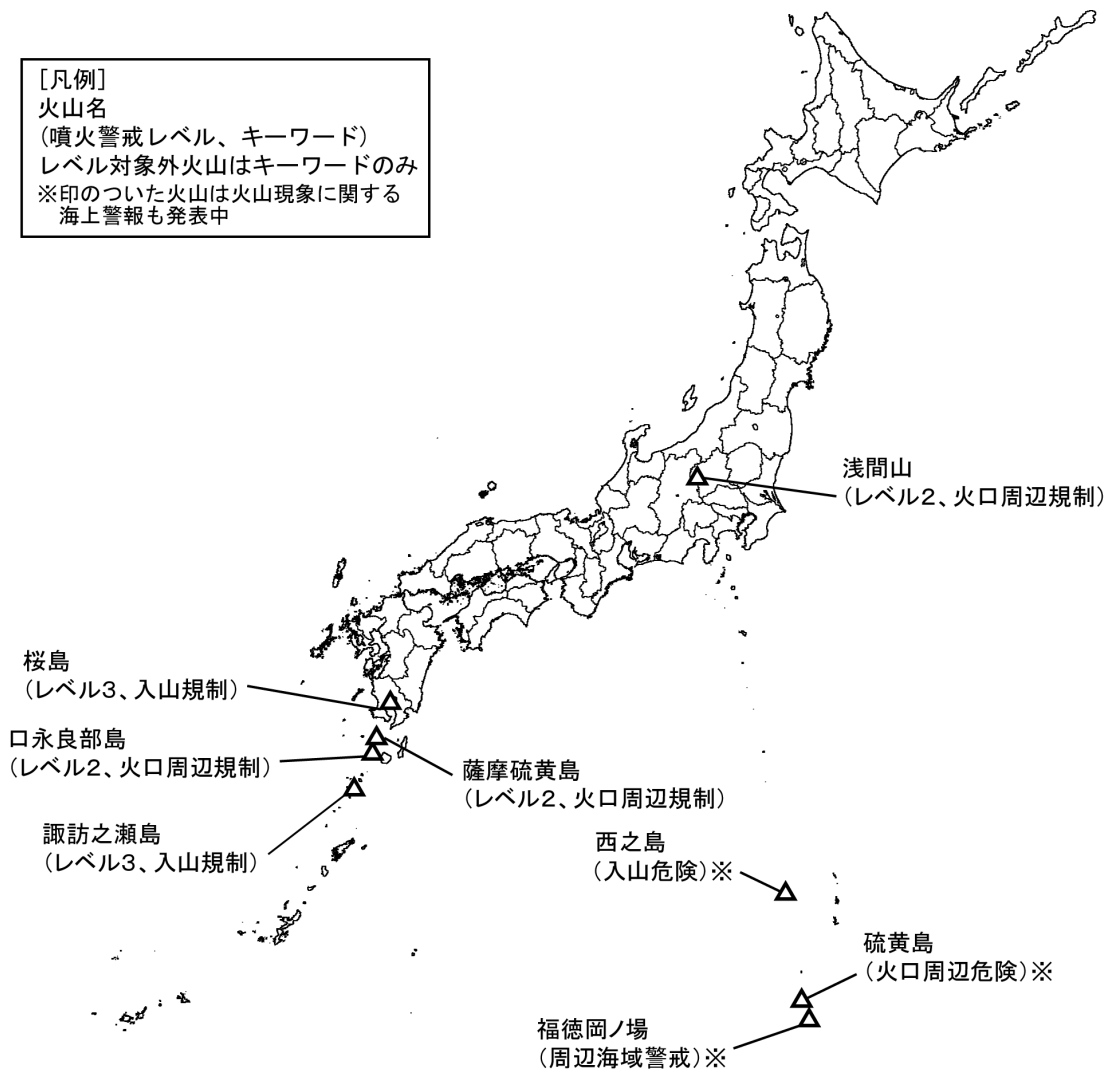 [凡例]
火山名
(噴火警戒レベル、キーワード)
レベル対象外火山はキーワードのみ
※印のついた火山は火山現象に関する
海上警報も発表中
浅間山
(レベル2、火口周辺規制)
桜島
(レベル3、入山規制)
口永良部島
(レベル2、火口周辺規制)
薩摩硫黄島
(レベル2、火口周辺規制)
諏訪之瀬島
(レベル3、入山規制)
西之島
(入山危険)※
硫黄島
(火口周辺危険)※
福徳岡ノ場
(周辺海域警戒)※